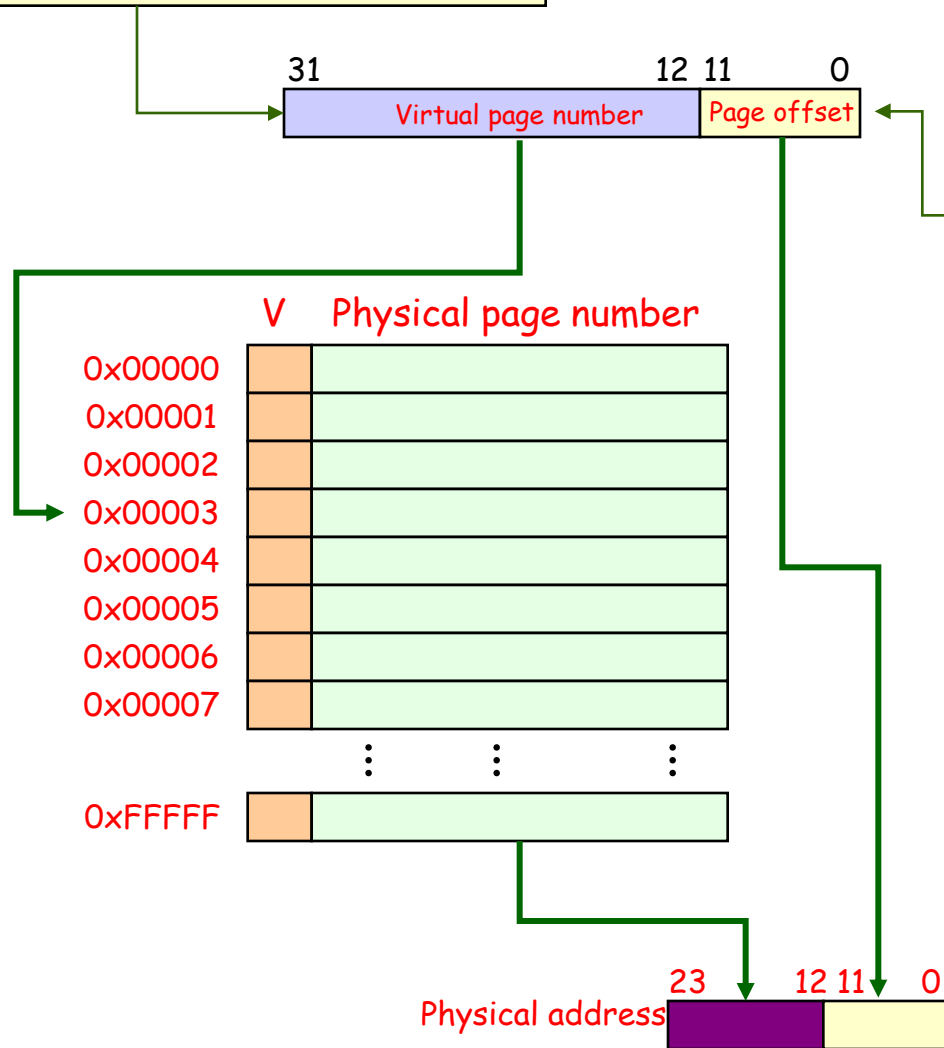 31 12 11 0
Virtual page number Page offset
V Physical page number
0x00000
0x00001
0x00002
0x00003
0x00004
0x00005
0x00006
0x00007
0xFFFFF
23 12 11 0
Physical address